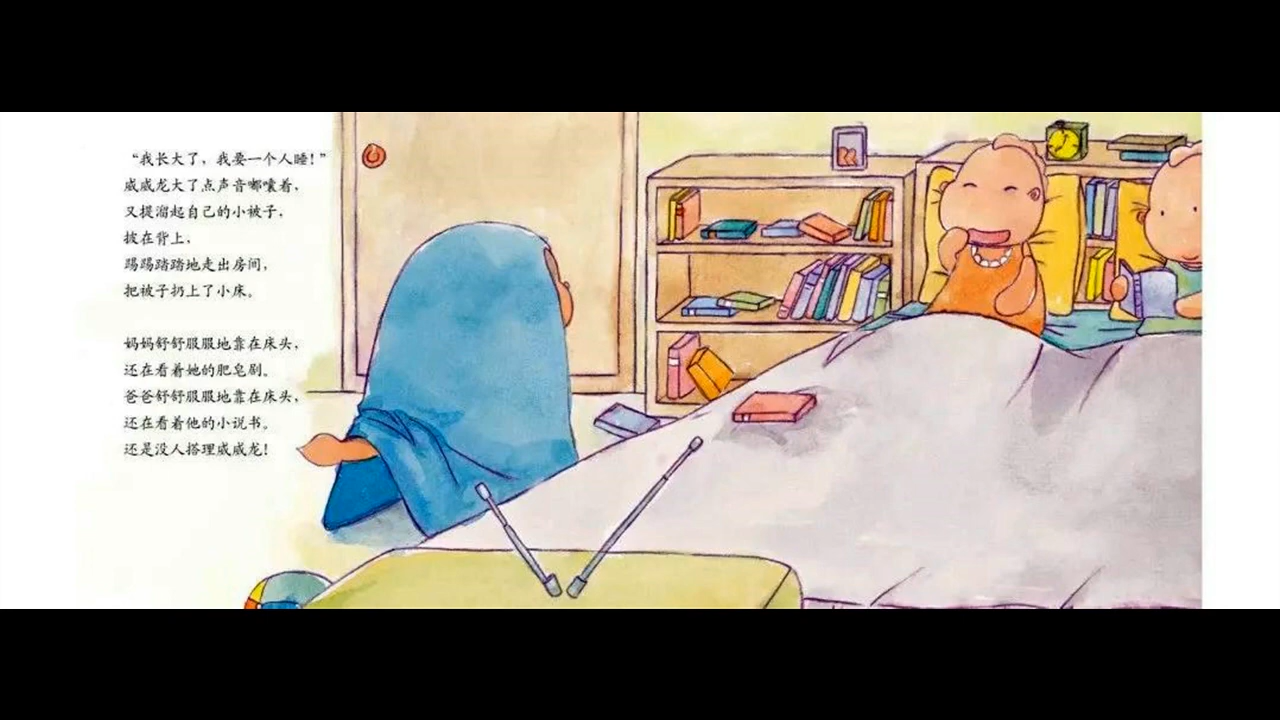 “我长大了，我要一个人睡！”
戚戚龙大了点声音嘟囔着，
又提溜起自己的小被子，
披在背上，
踢踢踏踏地走出房间，
把被子扔上了小床。
妈妈舒舒服服地靠在床头，
还在看着她的肥皂剧。
爸爸舒舒服服地靠在床头，
还在看着他的小说书。
还是没人搭理戚戚龙！